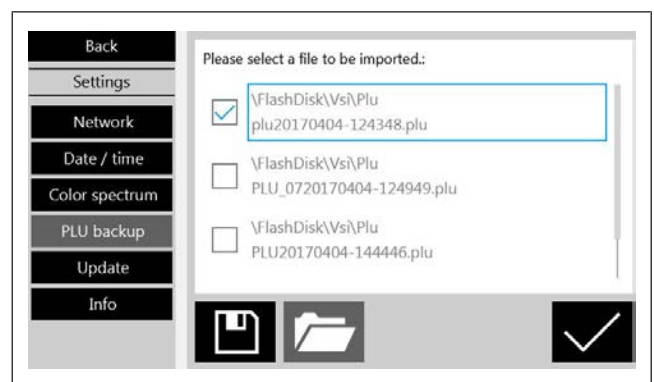 Back
Settings
Network
Date / time
Color spectrum
PLU backup
Update
Info
Please select a file to be imported.:
\FlashDisk\Vsi\Plu
plu20170404-124348.plu
\FlashDisk\Vsi\Plu
PLU_0720170404-124949.plu
\FlashDisk\Vsi\Plu
PLU20170404-144446.plu